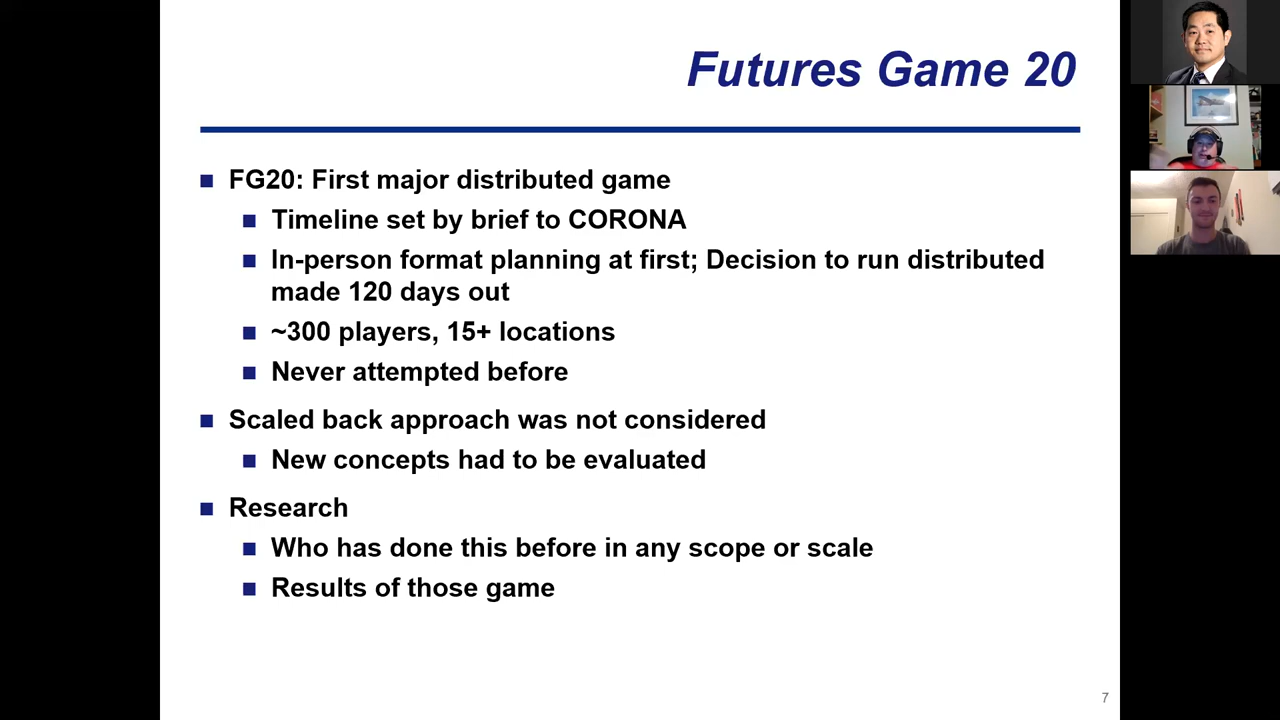 Futures Game 20
FG20: First major distributed game
Timeline set by brief to CORONA
In-person format planning at first; Decision to run distributed
made 120 days out
~300 players, 15+ locations
Never attempted before
Scaled back approach was not considered
New concepts had to be evaluated
Research
Who has done this before in any scope or scale
Results of those game
7